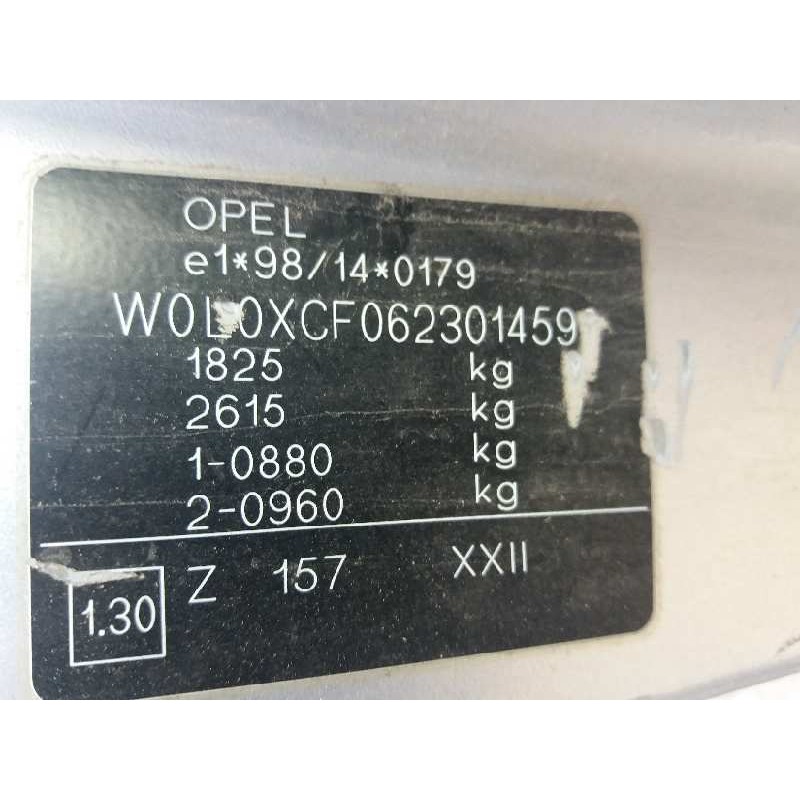 OPEL
e1*98/14*0179
W0L0XCF062301459
1825 kg
2615 kg
1-0880 kg
2-0960 kg
1.30 Z 157 XXII